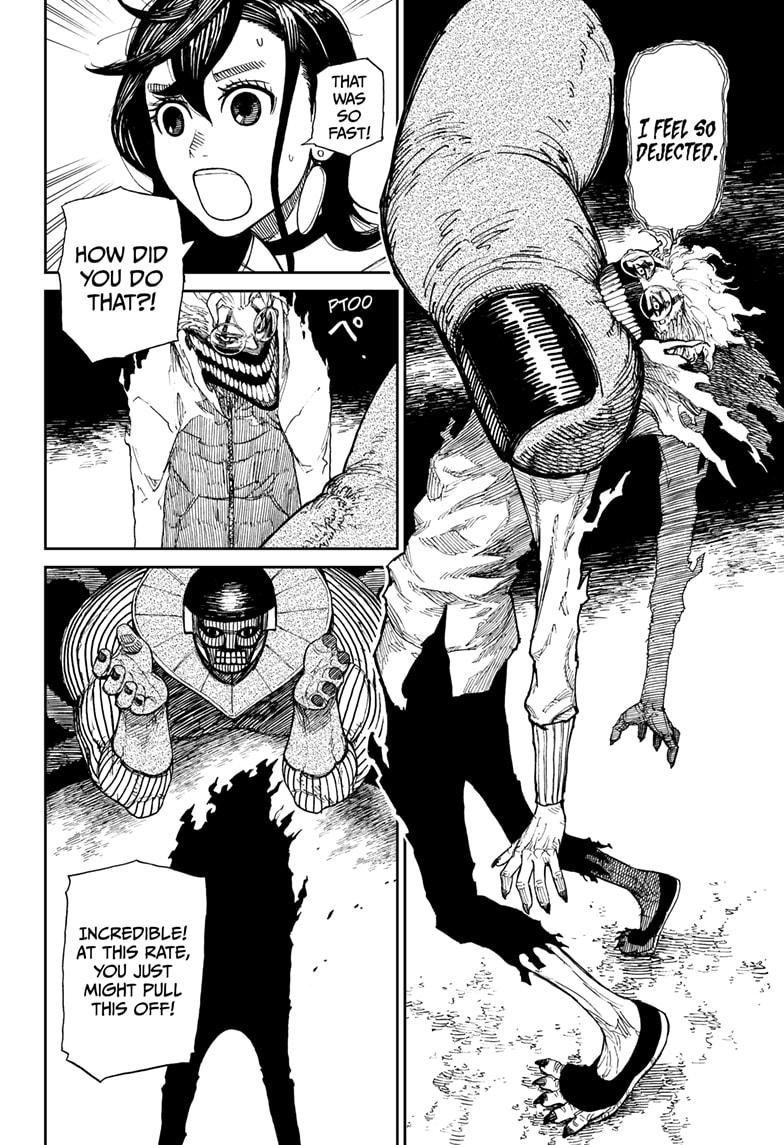 I FEEL SO
DEJECTED.
THAT
WAS
SO
FAST!
HOW DID
YOU DO
THAT?!
PTOO
ペ
INCREDIBLE!
AT THIS RATE,
YOU JUST
MIGHT PULL
THIS OFF!